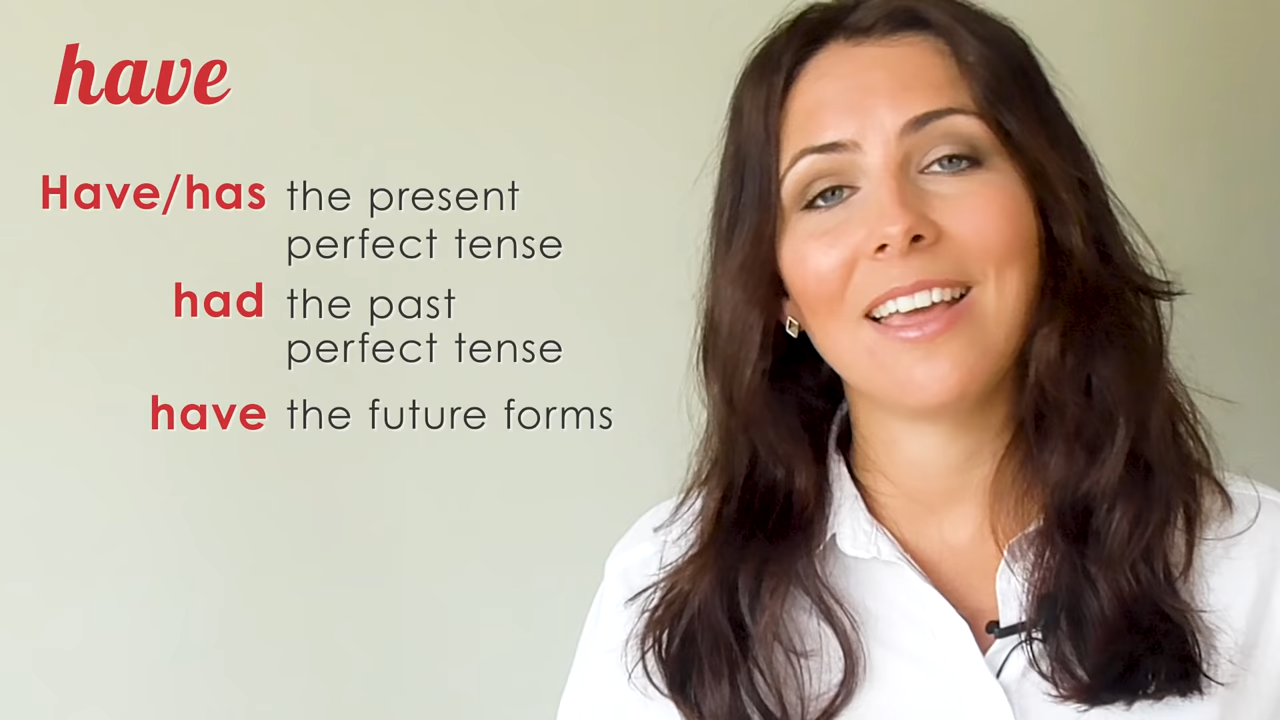 have
Have/has the present
perfect tense
had the past
perfect tense
have the future forms